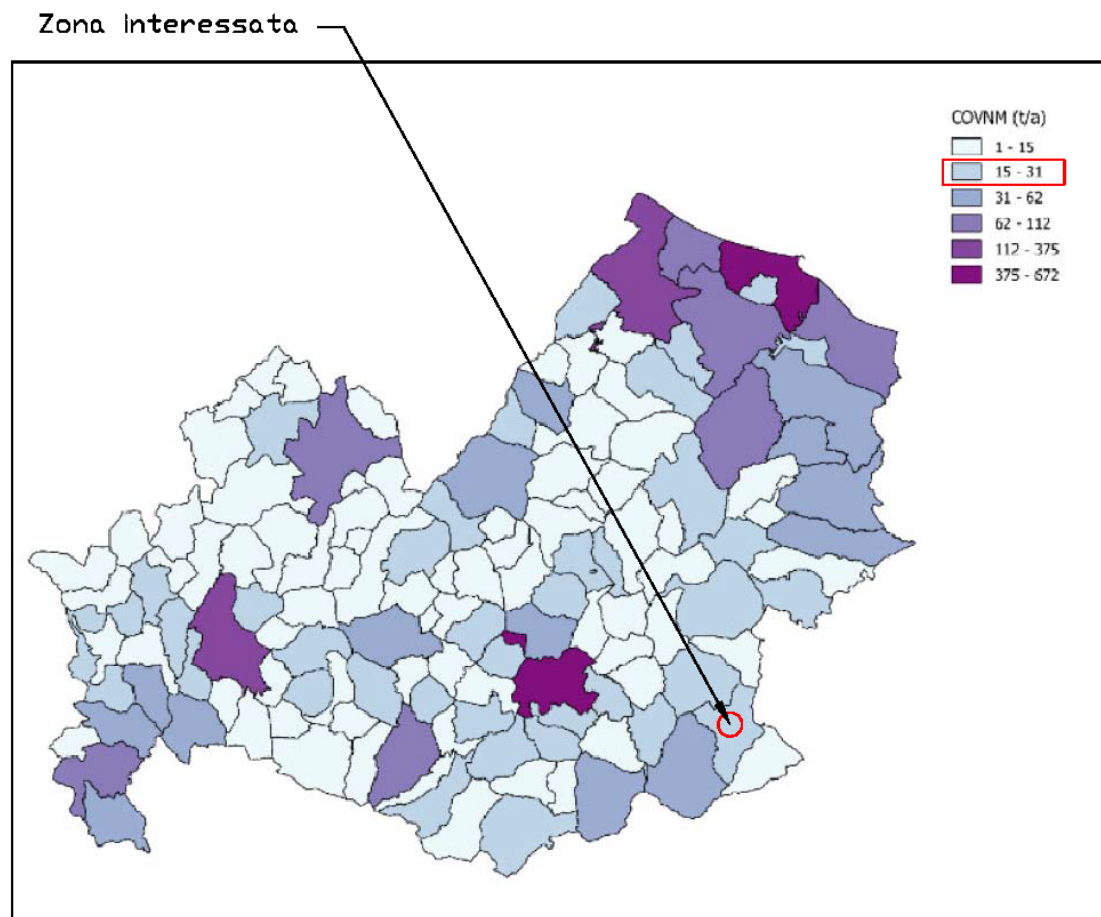 Zona Interessata
COVNM (t/a)
1 - 15
15 - 31
31 - 62
62 - 112
112 - 375
375 - 672